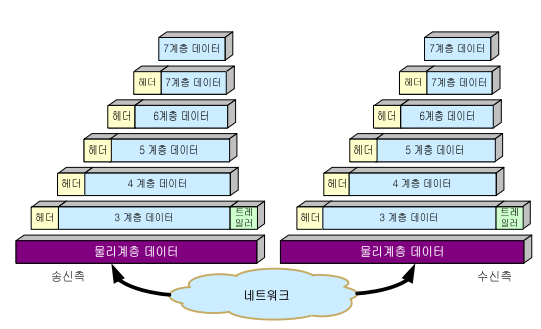 7계층 데이터
헤더 7계층 데이터
헤더 6계층 데이터
헤더 5 계층 데이터
헤더 4 계층 데이터
헤더 3 계층 데이터 트레일러
물리계층 데이터
송신측
7계층 데이터
헤더 7계층 데이터
헤더 6계층 데이터
헤더 5 계층 데이터
헤더 4 계층 데이터
헤더 3 계층 데이터 트레일러
물리계층 데이터
수신측
네트워크